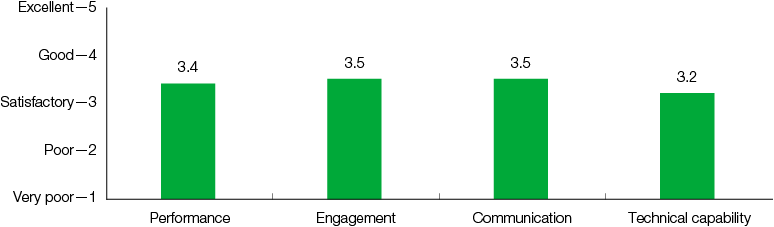 Excellent—5
Good—4
Satisfactory—3
Poor—2
Very poor—1
3.4
3.5
3.5
3.2
Performance
Engagement
Communication
Technical capability